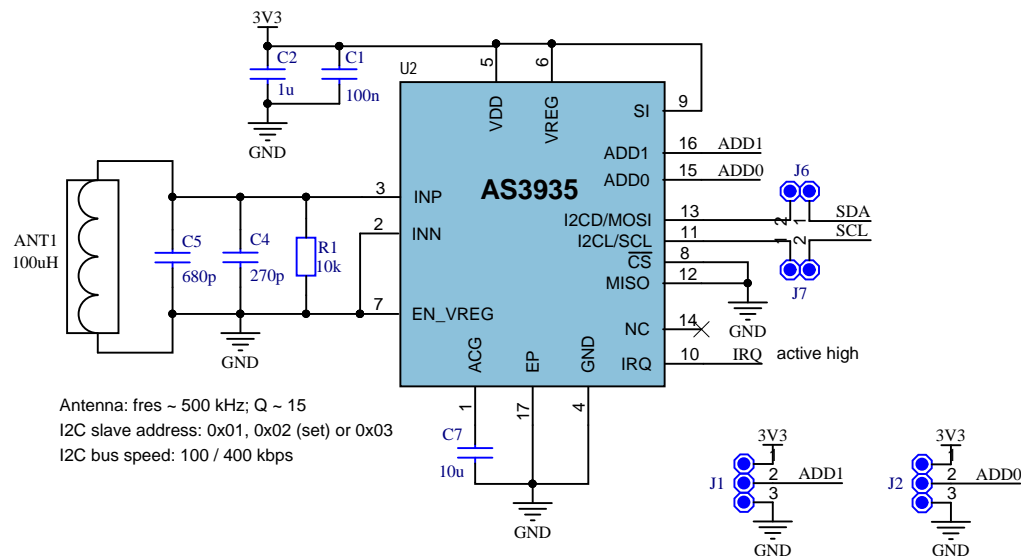 3V3
C2
1u
C1
100n
GND
U2
5
6
VDD
VREG
SI
9
AS3935
ADD1
16
ADD1
ADD0
15
ADD0
3
INP
2
INN
7
EN_VREG
I2CD/MOSI
13
I2CL/SCL
11
CS
8
MISO
12
NC
14
IRQ
10
IRQ
active high
J6
2
1
SDA
SCL
1
2
J7
GND
ANT1
100uH
C5
680p
C4
270p
R1
10k
GND
ACG
EP
GND
1
17
4
C7
10u
GND
Antenna: fres ~ 500 kHz; Q ~ 15
I2C slave address: 0x01, 0x02 (set) or 0x03
I2C bus speed: 100 / 400 kbps
3V3
1
J1
2
ADD1
3
GND
3V3
1
J2
2
ADD0
3
GND